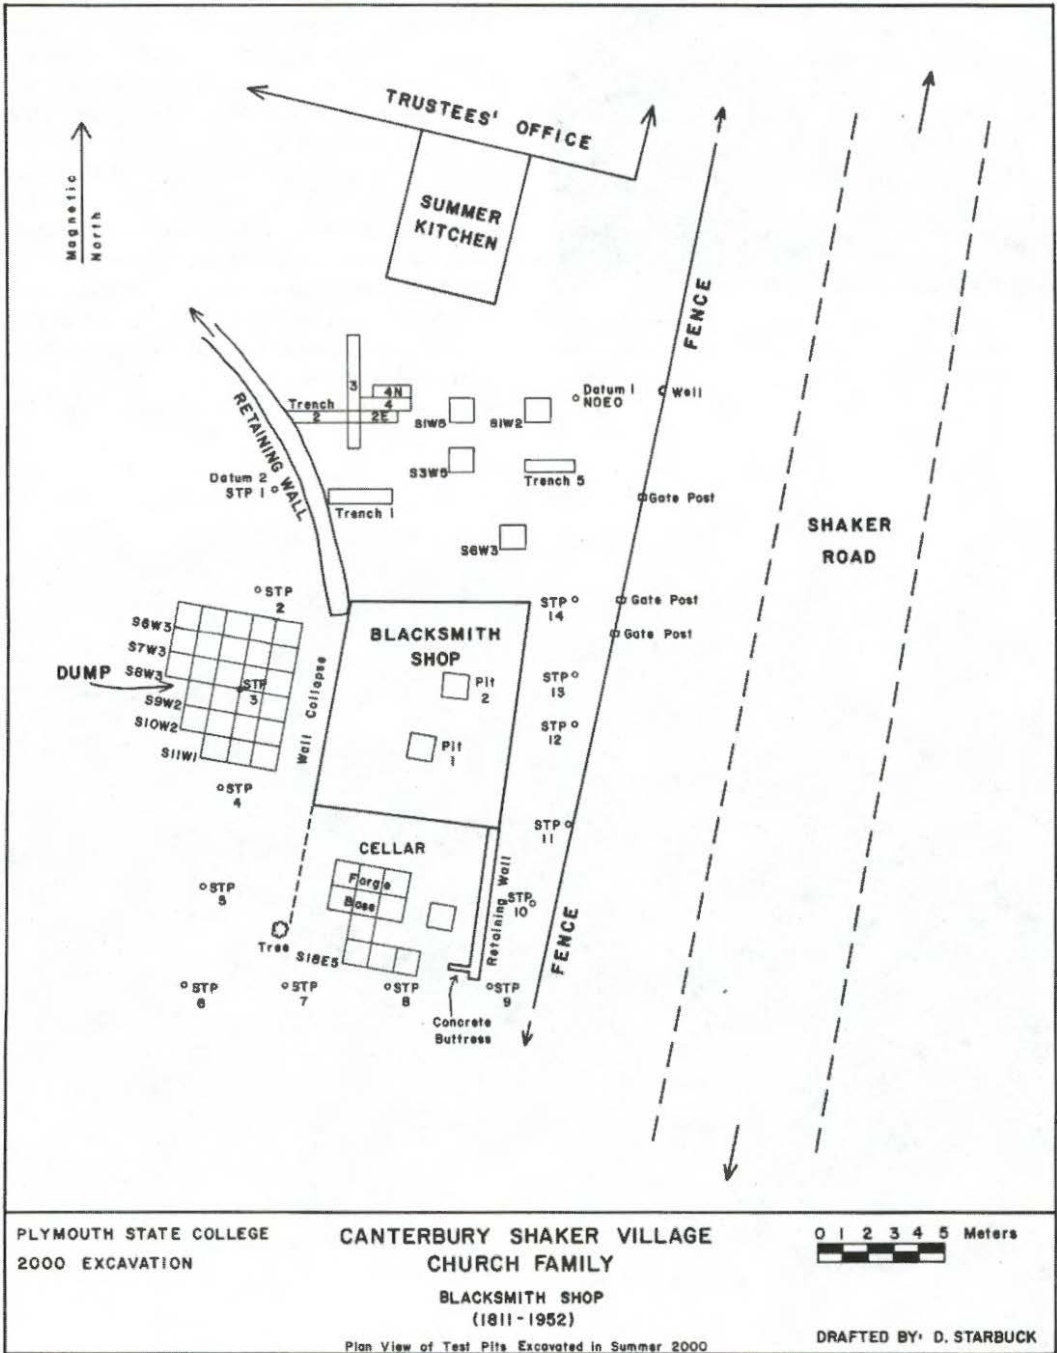 TRUSTEES' OFFICE
SUMMER
KITCHEN
Magnetic
North
FENCE
RETAINING WALL
3
4N
Trench
4
2
2E
S1W5
S1W2
Datum 1
N0E0
Well
S3W5
Trench 5
Datum 2
STP 1
Trench 1
Gate Post
S6W3
SHAKER
ROAD
STP
2
STP
14
Gate Post
Gate Post
BLACKSMITH
SHOP
S6W3
S7W3
S8W3
S9W2
S10W2
S11W1
DUMP
STP
3
Wall Collapse
Pit
2
Pit
1
STP
13
STP
12
STP
4
STP
11
CELLAR
Forge
Base
Retaining Wall
STP
5
STP
10
FENCE
Tree
S18E5
STP
6
STP
7
STP
8
STP
9
Concrete
Buttress
PLYMOUTH STATE COLLEGE
2000 EXCAVATION
CANTERBURY SHAKER VILLAGE
CHURCH FAMILY
BLACKSMITH SHOP
(1811-1952)
Plan View of Test Pits Excavated in Summer 2000
0 1 2 3 4 5 Meters
DRAFTED BY: D. STARBUCK